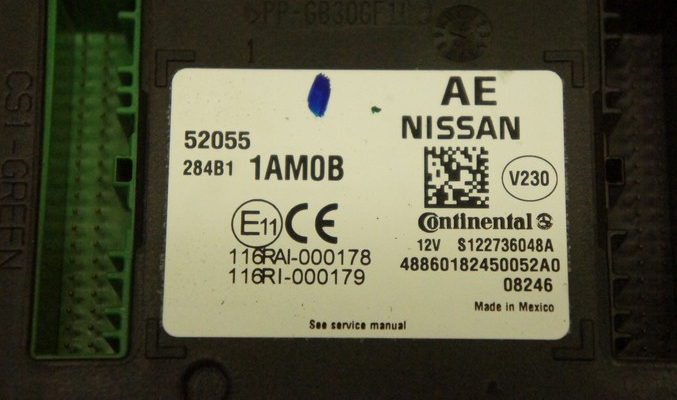 PP-GB30GF
1
CS1-GREEN
AE
NISSAN
52055
284B1 1AM0B
V230
E11 CE
Continental
116RAI-000178
116RI-000179
12V S122736048A
48860182450052A0
08246
Made in Mexico
See service manual